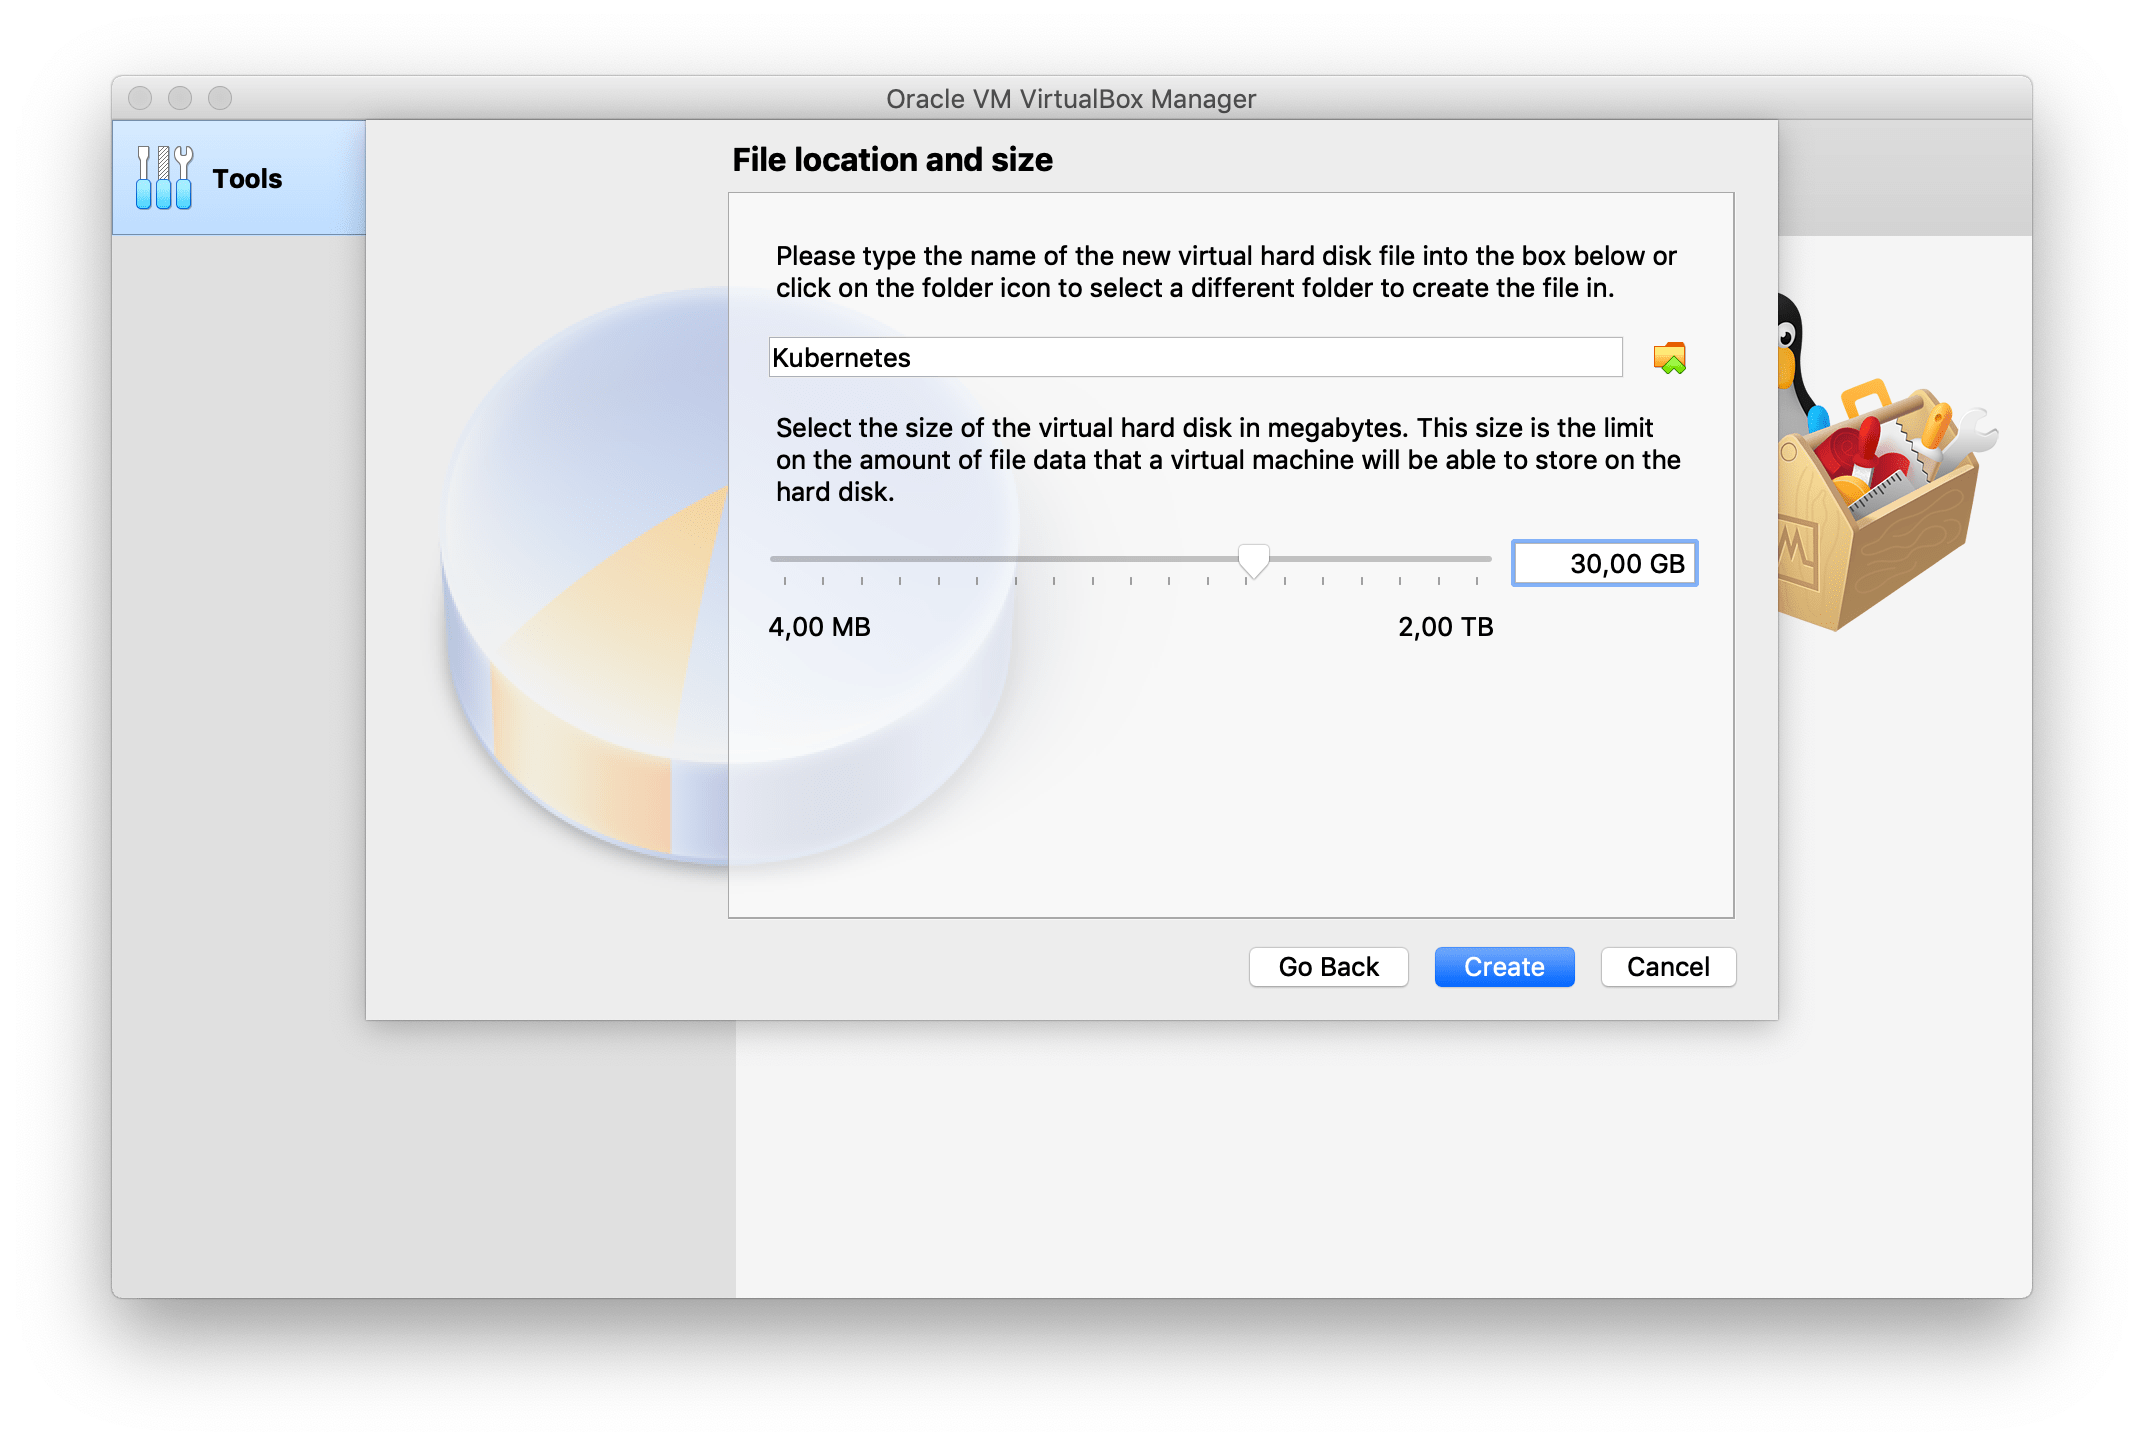 Oracle VM VirtualBox Manager
Tools
File location and size
Please type the name of the new virtual hard disk file into the box below or
click on the folder icon to select a different folder to create the file in.
Kubernetes
Select the size of the virtual hard disk in megabytes. This size is the limit
on the amount of file data that a virtual machine will be able to store on the
hard disk.
30,00 GB
4,00 MB
2,00 TB
Go Back
Create
Cancel